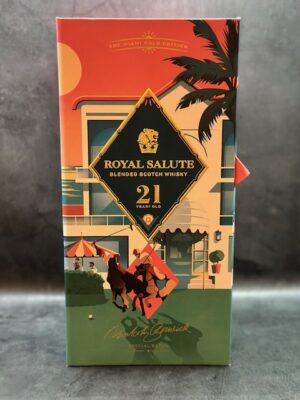 THE MIAMI POLO EDITION
ROYAL SALUTE
BLENDED SCOTCH WHISKY
21
YEARS OLD